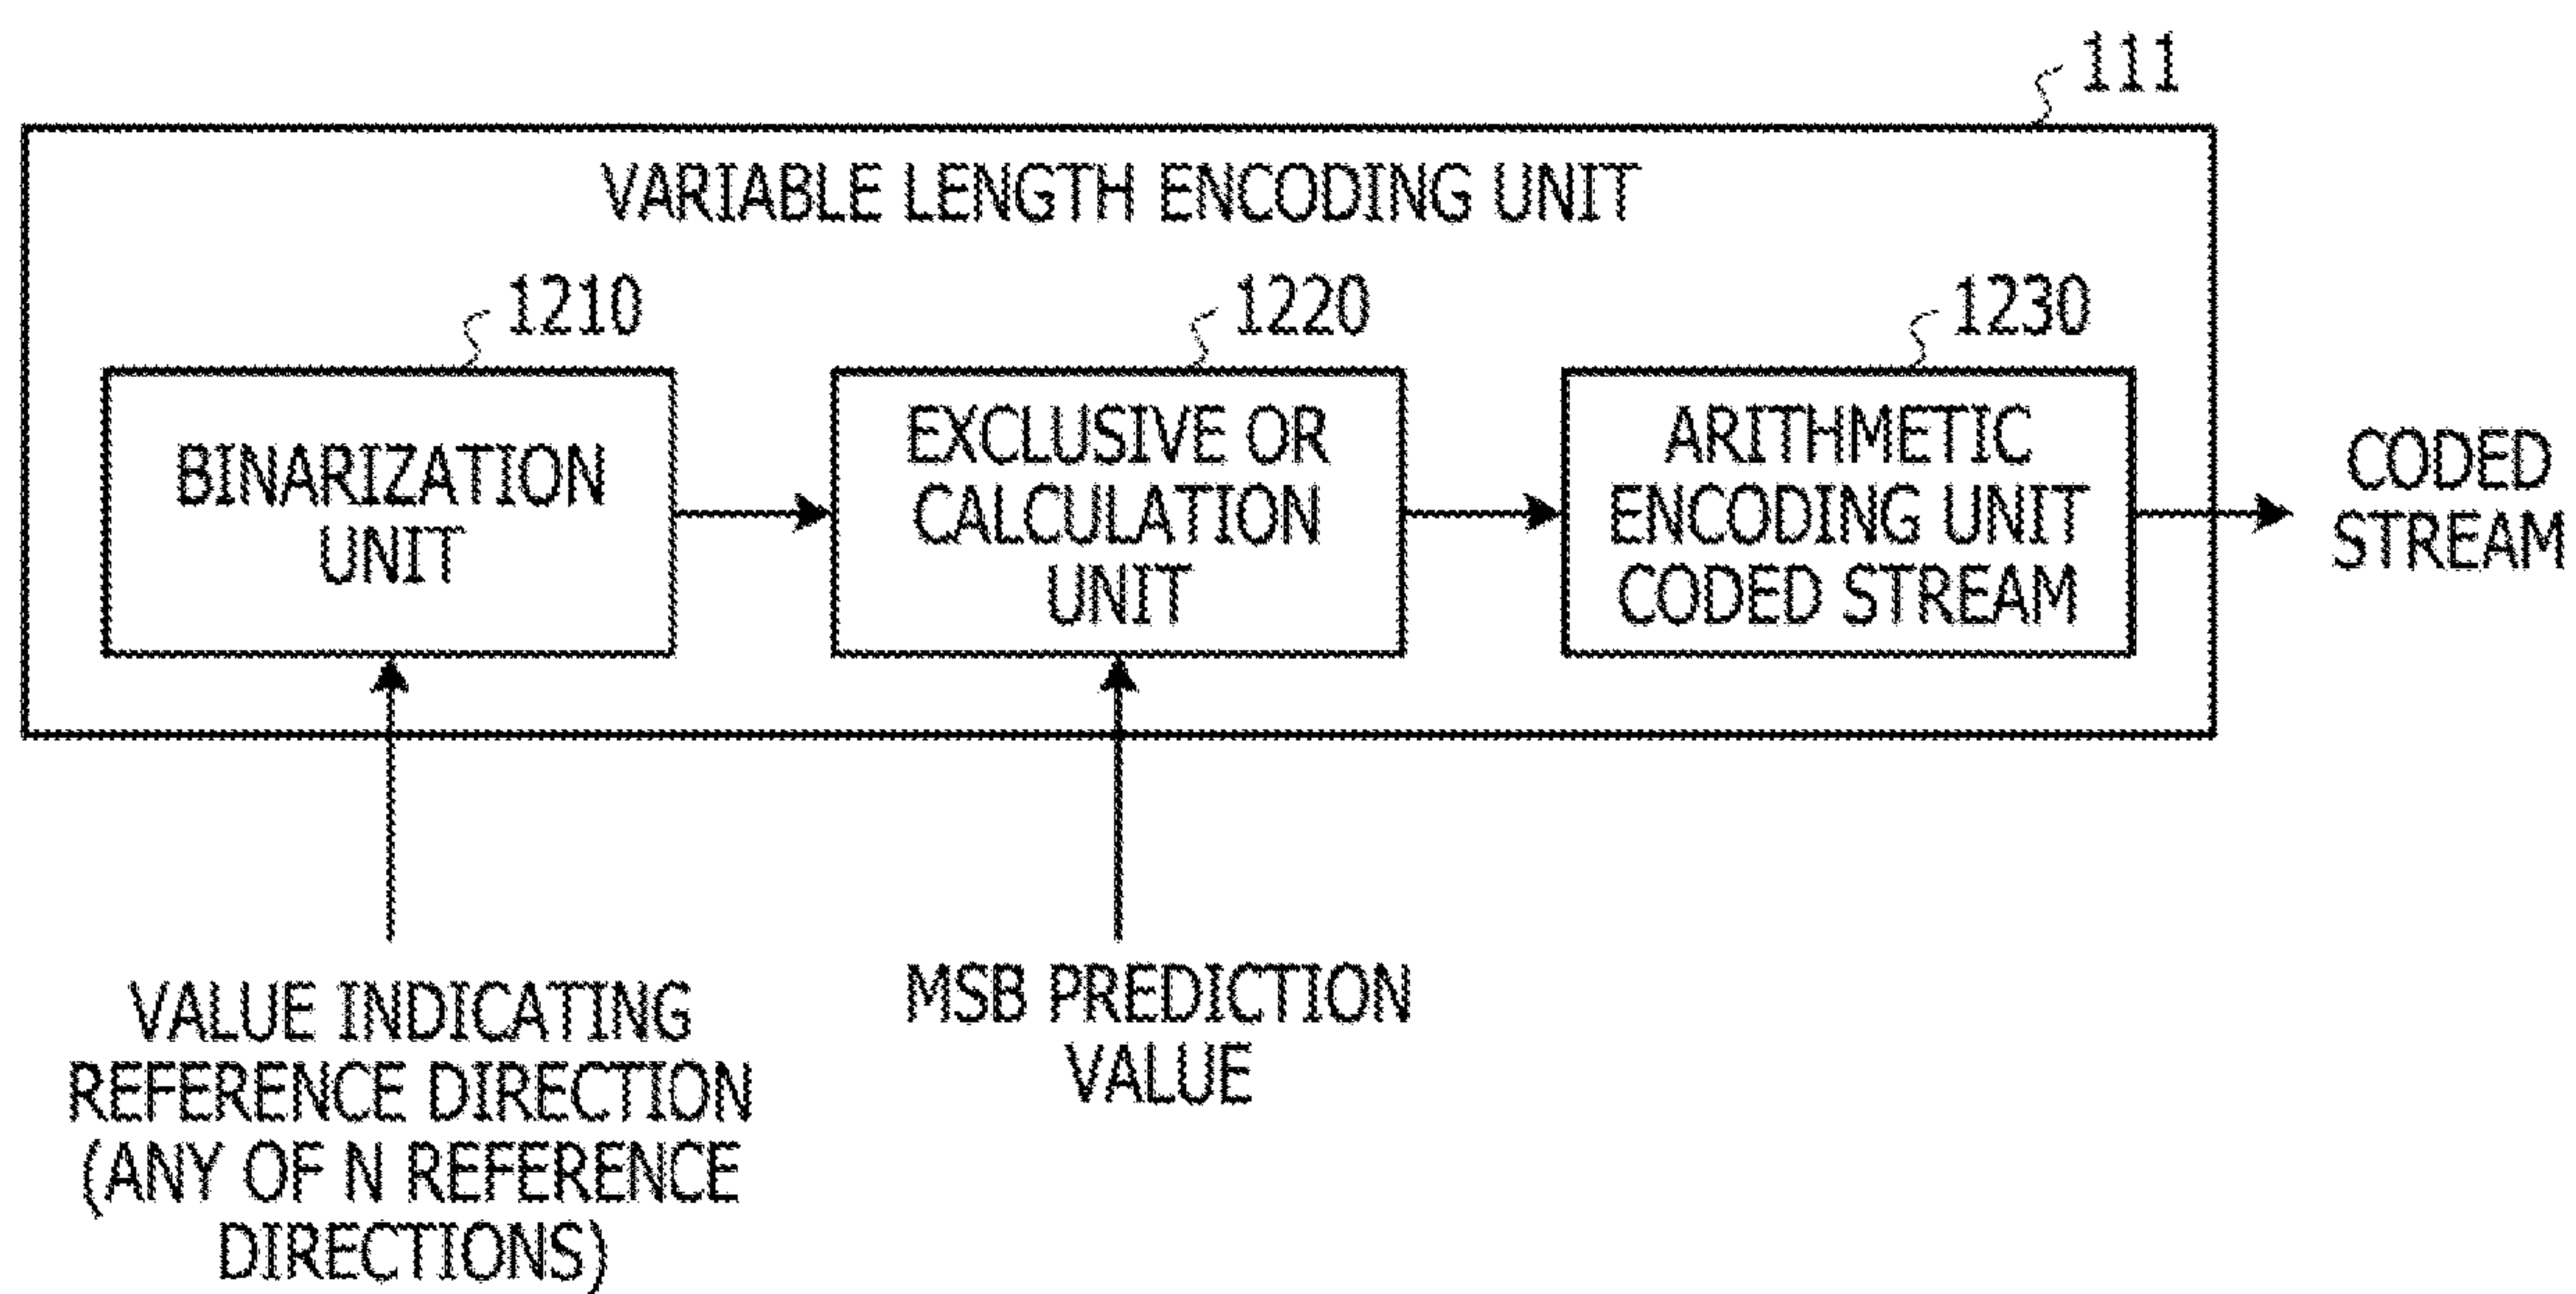 111
VARIABLE LENGTH ENCODING UNIT
1210
1220
1230
BINARIZATION
UNIT
EXCLUSIVE OR
CALCULATION
UNIT
ARITHMETIC
ENCODING UNIT
CODED STREAM
CODED
STREAM
VALUE INDICATING
REFERENCE DIRECTION
(ANY OF N REFERENCE
DIRECTIONS)
MSB PREDICTION
VALUE